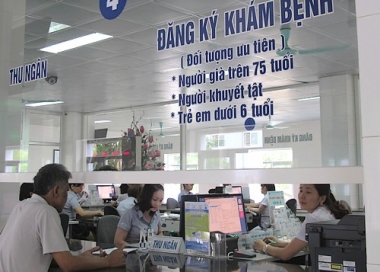 4
ĐĂNG KÝ KHÁM BỆNH
(Đối tượng ưu tiên)
* Người già trên 75 tuổi
* Người khuyết tật
* Trẻ em dưới 6 tuổi
THU NGÂN
THU NGÂN